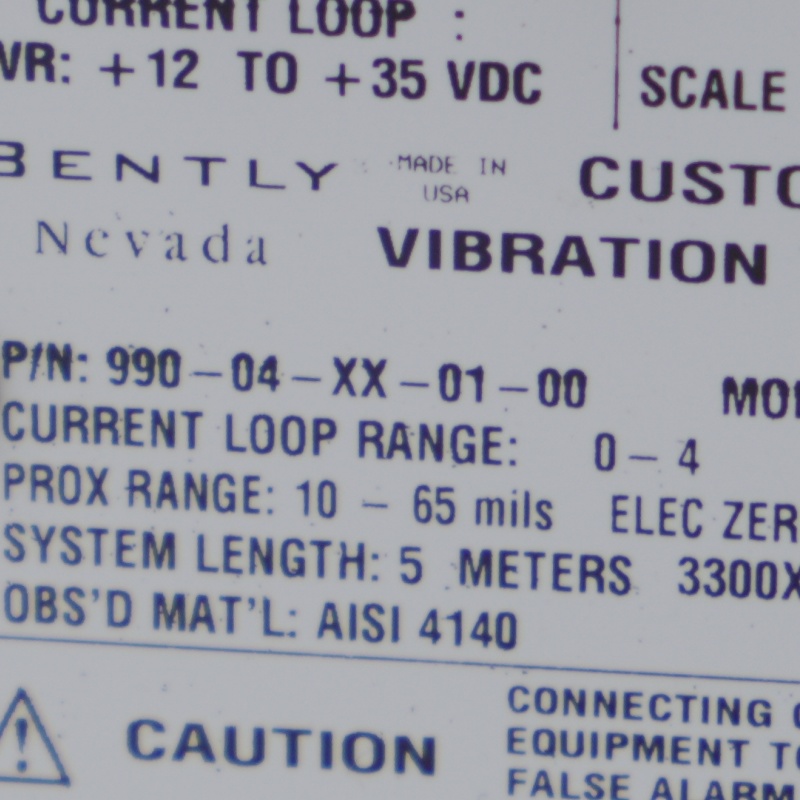 CURRENT LOOP :
VR: +12 TO +35 VDC
SCALE
BENTLY
Nevada
MADE IN
USA
VIBRATION
P/N: 990-04-XX-01-00
CURRENT LOOP RANGE: 0-4
PROX RANGE: 10 - 65 mils ELEC ZER
SYSTEM LENGTH: 5 METERS 3300X
OBS'D MAT'L: AISI 4140
CAUTION
CONNECTING
EQUIPMENT TO
FALSE ALARM